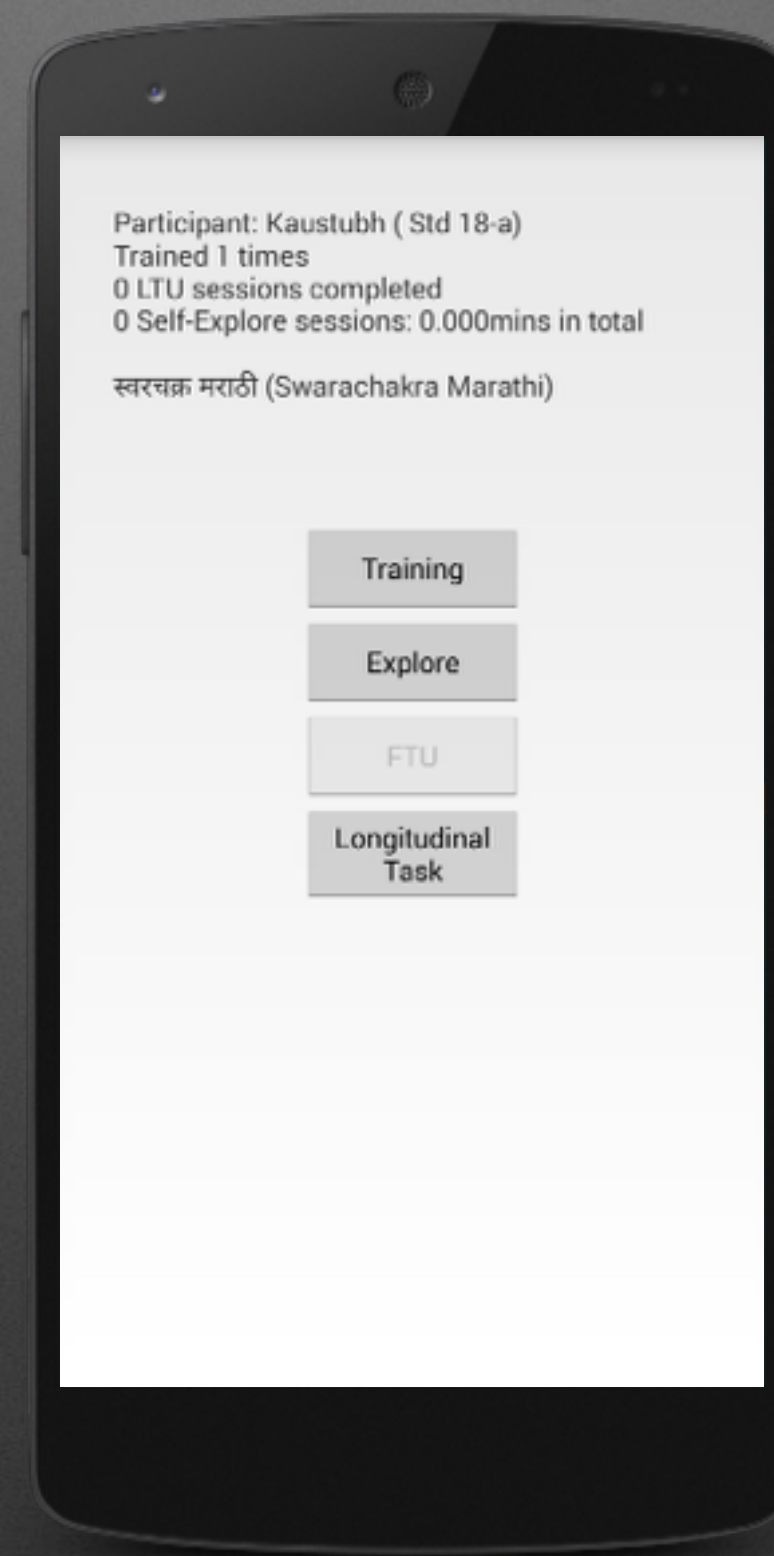 Participant: Kaustubh ( Std 18-a)
Trained 1 times
0 LTU sessions completed
0 Self-Explore sessions: 0.000mins in total
स्वरचक्र मराठी (Swarachakra Marathi)
Training
Explore
FTU
Longitudinal
Task